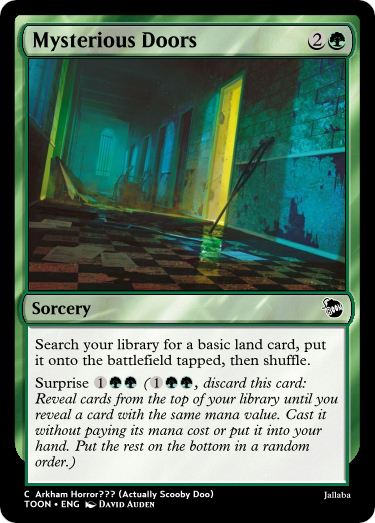 Mysterious Doors 2
Sorcery
Search your library for a basic land card, put
it onto the battlefield tapped, then shuffle.
Surprise 1 (1, discard this card:
Reveal cards from the top of your library until you
reveal a card with the same mana value. Cast it
without paying its mana cost or put it into your
hand. Put the rest on the bottom in a random
order.)
C Arkham Horror??? (Actually Scooby Doo) Jallaba
TOON • ENG DAVID AUDEN